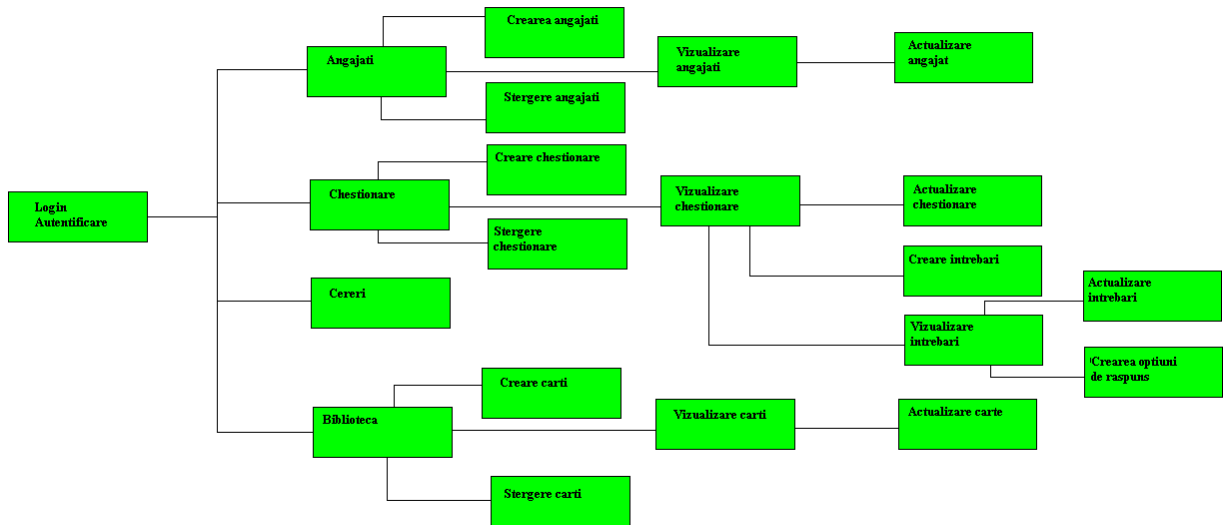 Crearea angajati
Angajati
Vizualizare
angajati
Actualizare
angajat
Stergere angajati
Creare chestionare
Login
Autentificare
Chestionare
Vizualizare
chestionare
Actualizare
chestionare
Stergere
chestionare
Creare intrebari
Cereri
Actualizare
intrebari
Vizualizare
intrebari
'Crearea optiuni
de raspuns
Creare carti
Biblioteca
Vizualizare carti
Actualizare carte
Stergere carti